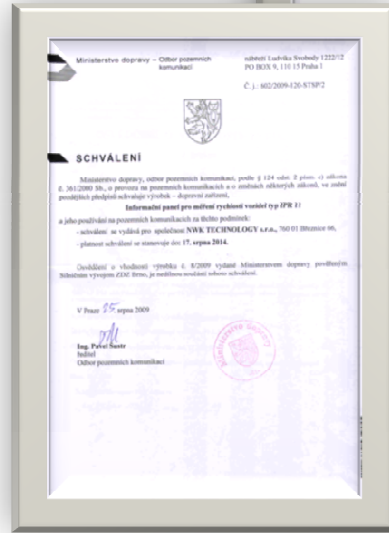 Ministerstvo dopravy – Odbor pozemních
komunikací
náměstí Ludvíka Svobody 1222/12
PO BOX 9, 110 15 Praha 1
Č. j.: 602/2009-120-STSP/2
SCHVÁLENÍ
Ministerstvo dopravy, odbor pozemních komunikací, podle § 124 odst. 2 písm. c) zákona
č. 361/2000 Sb., o provozu na pozemních komunikacích a o změnách některých zákonů, ve znění
pozdějších předpisů schvaluje výrobek – dopravní zařízení,
Informační panel pro měření rychlosti vozidel typ IPR 1/
a jeho používání na pozemních komunikacích za těchto podmínek:
- schválení se vydává pro společnost NWK TECHNOLOGY s.r.o., 760 01 Březnice 66,
- platnost schválení se stanovuje do: 17. srpna 2014.
Osvědčení o vhodnosti výrobku č. 8/2009 vydané Ministerstvem dopravy pověřeným
Silničním vývojem ZDZ Brno, je nedílnou součástí tohoto schválení.
V Praze 25. srpna 2009
Ing. Pavel Šustr
ředitel
Odbor pozemních komunikací